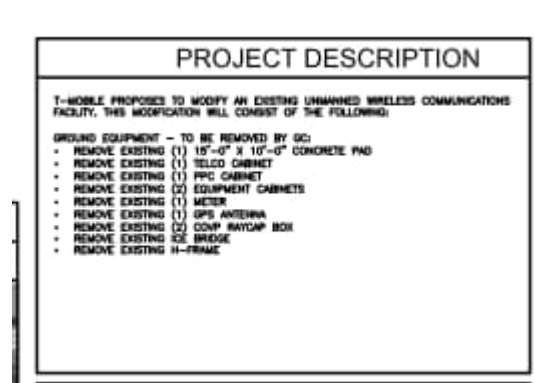 PROJECT DESCRIPTION
T-MOBILE PROPOSES TO MODIFY AN EXISTING UNMANNED WIRELESS COMMUNICATIONS
FACILITY. THIS MODIFICATION WILL CONSIST OF THE FOLLOWING:
GROUND EQUIPMENT - TO BE REMOVED BY GC:
- REMOVE EXISTING (1) 15'-0" X 10'-0" CONCRETE PAD
- REMOVE EXISTING (1) TELCO CABINET
- REMOVE EXISTING (1) PPC CABINET
- REMOVE EXISTING (2) EQUIPMENT CABINETS
- REMOVE EXISTING (1) METER
- REMOVE EXISTING (1) GPS ANTENNA
- REMOVE EXISTING (2) COVP RAYCAP BOX
- REMOVE EXISTING ICE BRIDGE
- REMOVE EXISTING H-FRAME